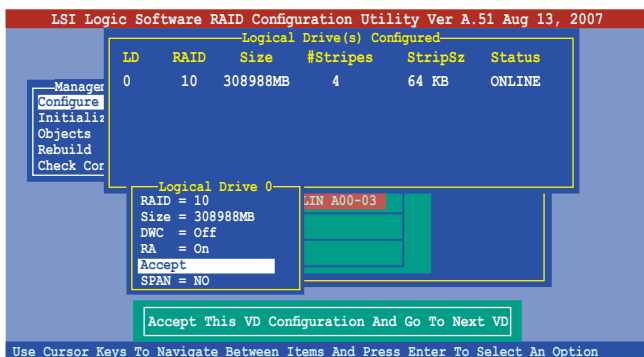 LSI Logic Software RAID Configuration Utility Ver A.51 Aug 13, 2007
Logical Drive(s) Configured
LD RAID Size #Stripes StripSz Status
0 10 308988MB 4 64 KB ONLINE
Managem
Configure
Initializ
Objects
Rebuild
Check Con
Logical Drive 0
RAID = 10
Size = 308988MB
DWC = Off
RA = On
Accept
SPAN = NO
LIN A00-03
Accept This VD Configuration And Go To Next VD
Use Cursor Keys To Navigate Between Items And Press Enter To Select An Option